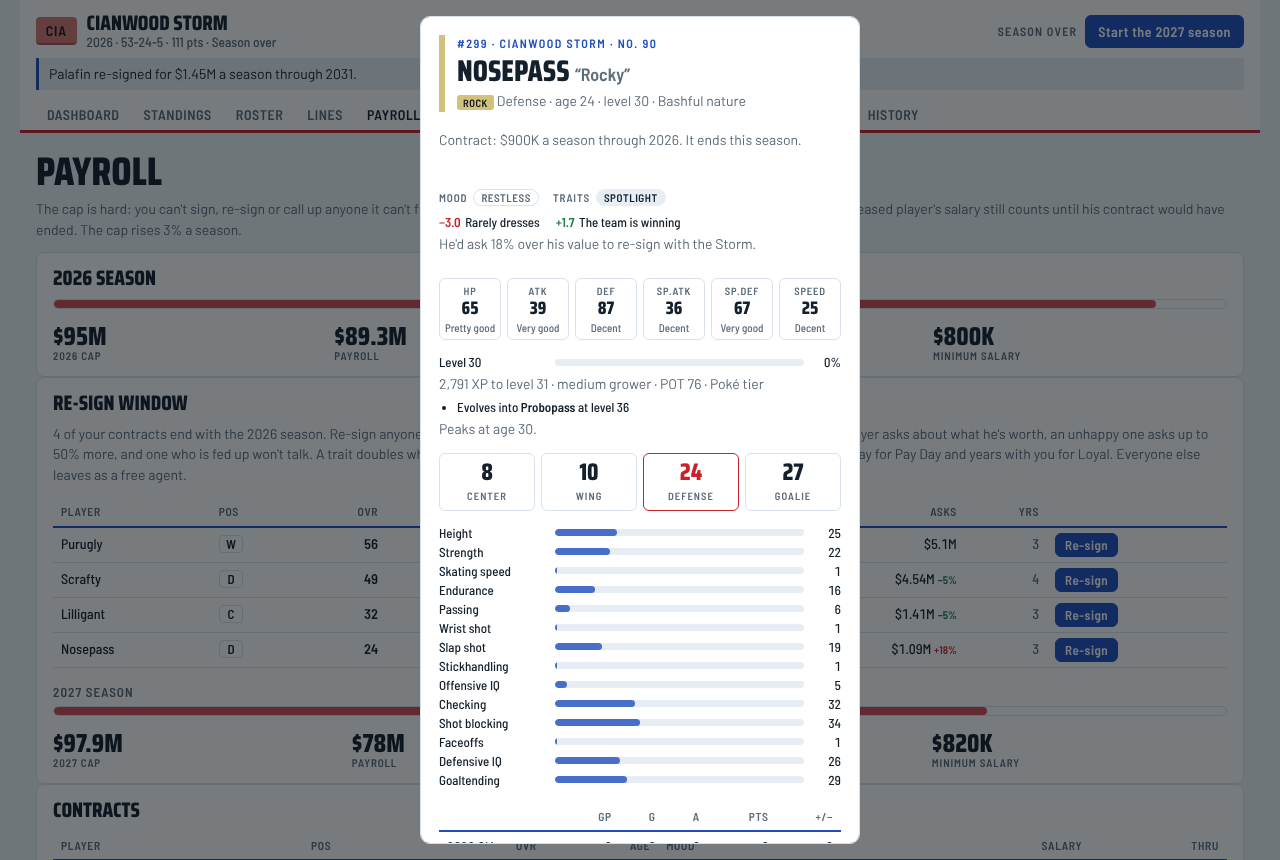 CIA
CIANWOOD STORM
2026 · 53-24-5 · 111 pts · Season over
SEASON OVER
Start the 2027 season
Palafin re-signed for $1.45M a season through 2031.
DASHBOARD STANDINGS ROSTER LINES PAYROLL HISTORY
PAYROLL
The cap is hard: you can't sign, re-sign or call up anyone it can't
eased player's salary still counts until his contract would have
ended. The cap rises 3% a season.
2026 SEASON
$95M
2026 CAP
$89.3M
PAYROLL
$800K
MINIMUM SALARY
RE-SIGN WINDOW
4 of your contracts end with the 2026 season. Re-sign anyone
yer asks about what he's worth, an unhappy one asks up to
50% more, and one who is fed up won't talk. A trait doubles
ay for Pay Day and years with you for Loyal. Everyone else
leaves as a free agent.
PLAYER POS OVR ASKS YRS
Purugly W 56 $5.1M 3 Re-sign
Scrafty D 49 $4.54M -5% 4 Re-sign
Lilligant C 32 $1.41M -5% 3 Re-sign
Nosepass D 24 $1.09M +18% 3 Re-sign
2027 SEASON
$97.9M
2027 CAP
$78M
PAYROLL
$820K
MINIMUM SALARY
CONTRACTS
PLAYER POS OVR AGE MOOD SALARY THRU
#299 · CIANWOOD STORM · NO. 90
NOSEPASS “Rocky”
ROCK Defense · age 24 · level 30 · Bashful nature
Contract: $900K a season through 2026. It ends this season.
MOOD RESTLESS TRAITS SPOTLIGHT
−3.0 Rarely dresses +1.7 The team is winning
He'd ask 18% over his value to re-sign with the Storm.
HP 65 Pretty good
ATK 39 Very good
DEF 87 Decent
SP.ATK 36 Decent
SP.DEF 67 Very good
SPEED 25 Decent
Level 30 0%
2,791 XP to level 31 · medium grower · POT 76 · Poké tier
• Evolves into Probopass at level 36
Peaks at age 30.
8 CENTER
10 WING
24 DEFENSE
27 GOALIE
Height 25
Strength 22
Skating speed 1
Endurance 16
Passing 6
Wrist shot 1
Slap shot 19
Stickhandling 1
Offensive IQ 5
Checking 32
Shot blocking 34
Faceoffs 1
Defensive IQ 26
Goaltending 29
GP G A PTS +/−